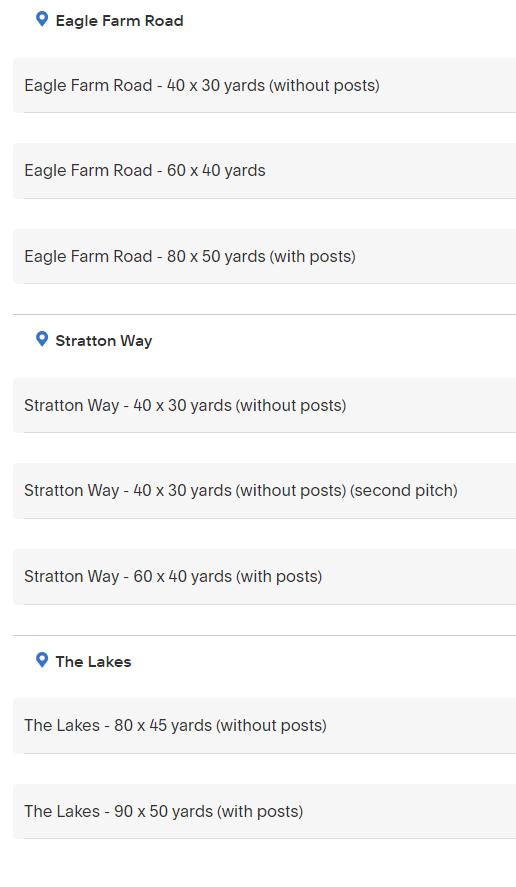 Eagle Farm Road
Eagle Farm Road - 40 x 30 yards (without posts)
Eagle Farm Road - 60 x 40 yards
Eagle Farm Road - 80 x 50 yards (with posts)
Stratton Way
Stratton Way - 40 x 30 yards (without posts)
Stratton Way - 40 x 30 yards (without posts) (second pitch)
Stratton Way - 60 x 40 yards (with posts)
The Lakes
The Lakes - 80 x 45 yards (without posts)
The Lakes - 90 x 50 yards (with posts)